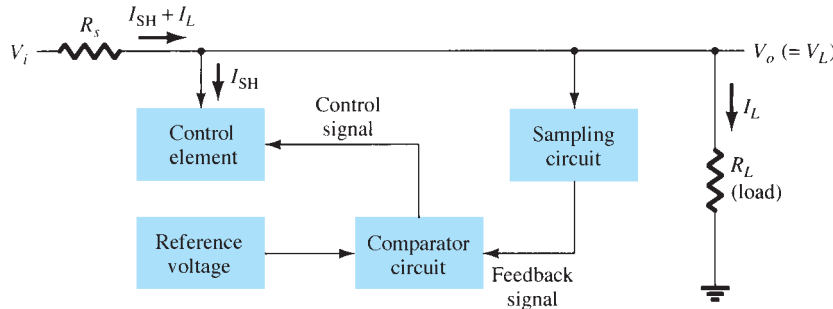 I_SH + I_L
R_s
V_i
V_o (= V_L)
I_SH
I_L
Control
element
Control
signal
Sampling
circuit
R_L
(load)
Reference
voltage
Comparator
circuit
Feedback
signal